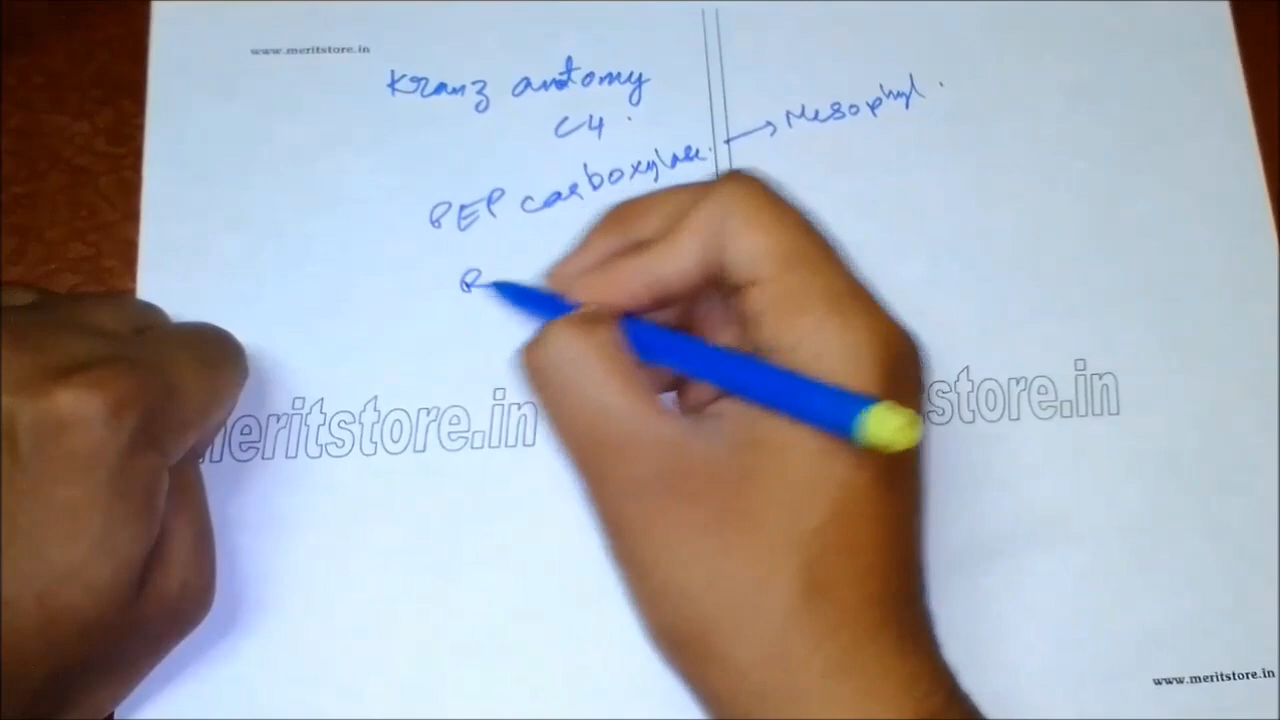 www.meritstore.in
Kranz anatomy
C4.
PEP carboxylase. → Mesophyl.
R
meritstore.in
store.in
www.meritstore.in